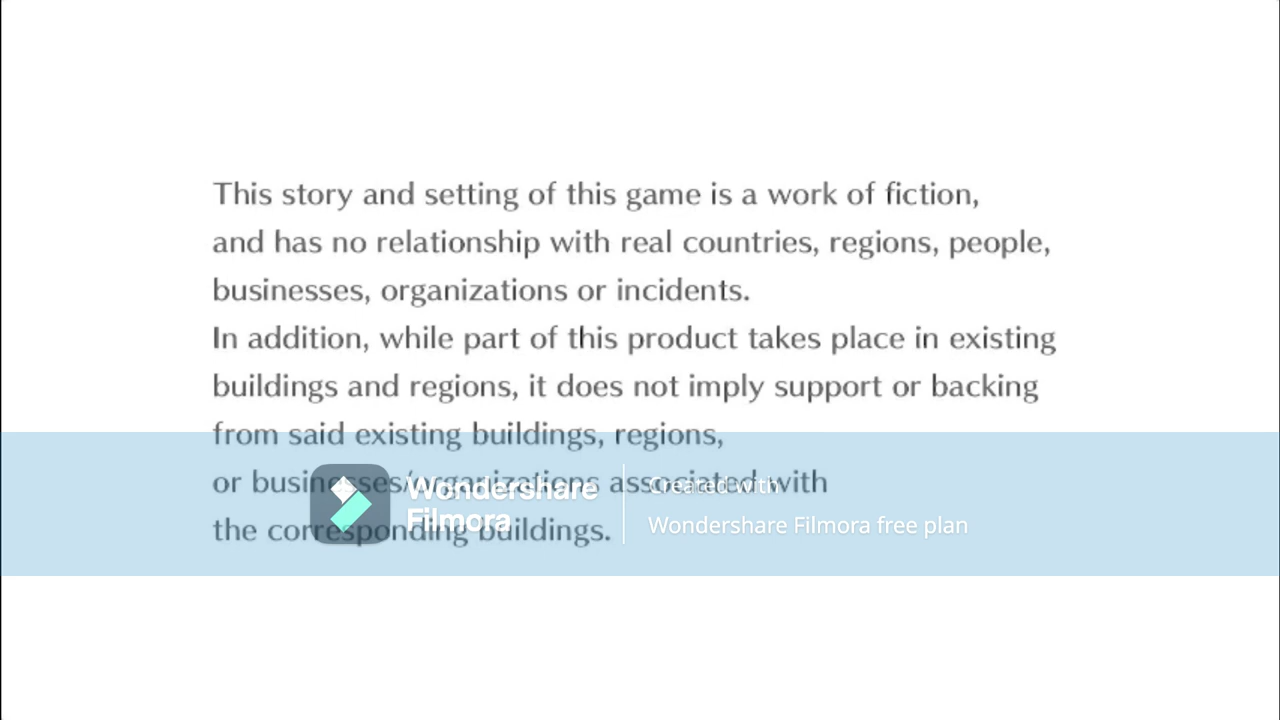 This story and setting of this game is a work of fiction,
and has no relationship with real countries, regions, people,
businesses, organizations or incidents.
In addition, while part of this product takes place in existing
buildings and regions, it does not imply support or backing
from said existing buildings, regions,
or businesses/organizations associated with
the corresponding buildings.
Wondershare
Filmora
Created with
Wondershare Filmora free plan